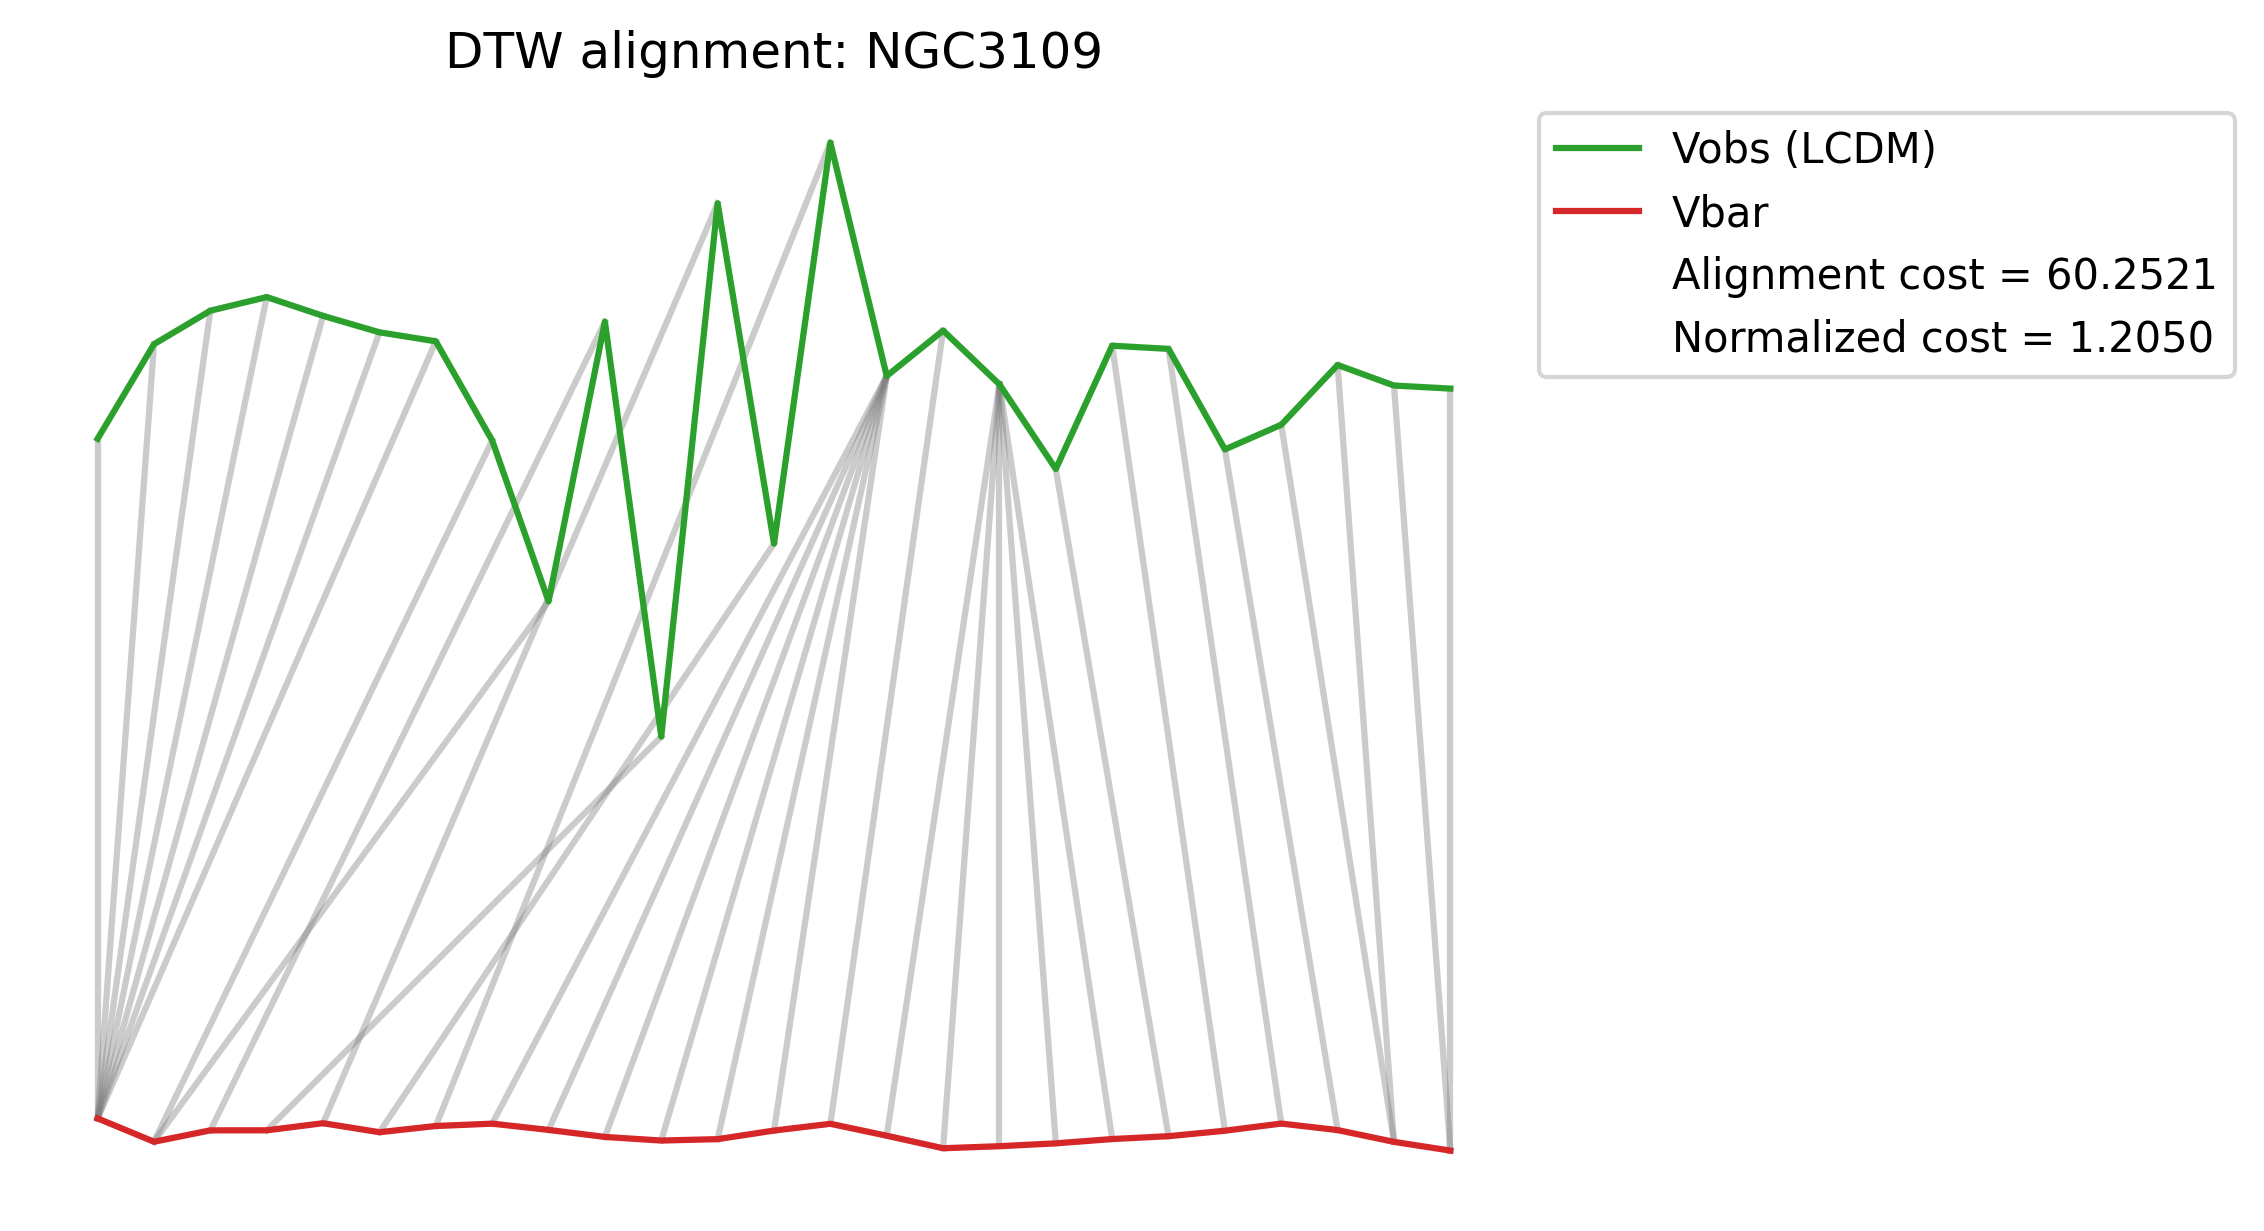 DTW alignment: NGC3109
Vobs (LCDM)
Vbar
Alignment cost = 60.2521
Normalized cost = 1.2050